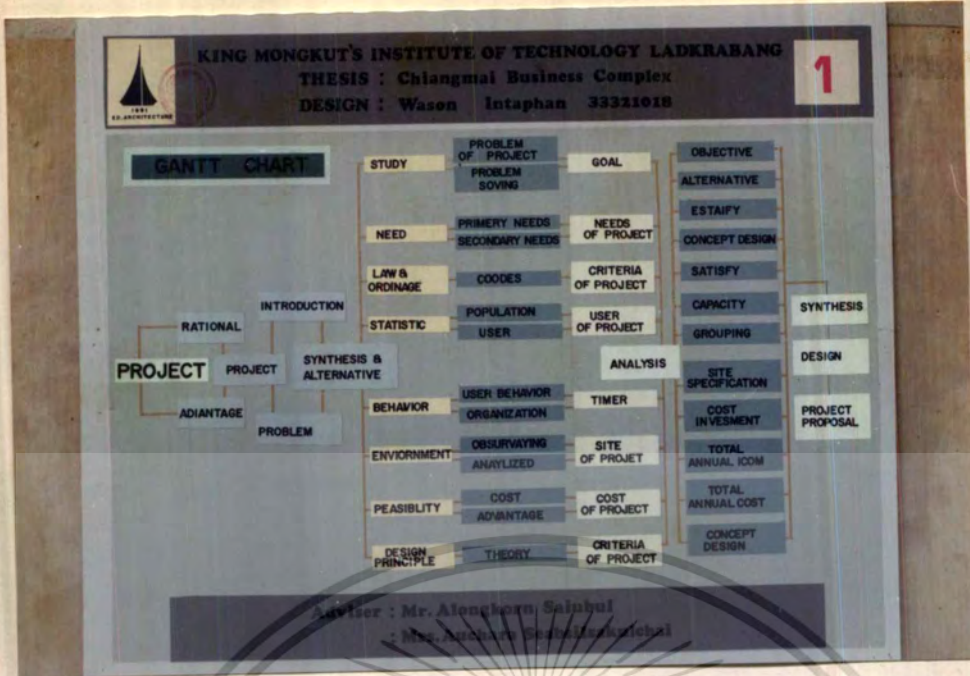 KING MONGKUT'S INSTITUTE OF TECHNOLOGY LADKRABANG
THESIS : Chiangmai Business Complex
DESIGN : Wason Intaphan 33321018
1
1991
GANTT CHART
PROJECT
RATIONAL
ADIANTAGE
PROJECT
INTRODUCTION
PROBLEM
SYNTHESIS &
ALTERNATIVE
STUDY
NEED
LAW &
ORDINAGE
STATISTIC
BEHAVIOR
ENVIORNMENT
PEASIBLITY
DESIGN
PRINCIPLE
PROBLEM
OF PROJECT
PROBLEM
SOVING
PRIMERY NEEDS
SECONDARY NEEDS
COODES
POPULATION
USER
USER BEHAVIOR
ORGANIZATION
OBSURVAYING
ANAYLIZED
COST
ADVANTAGE
THEORY
GOAL
NEEDS
OF PROJECT
CRITERIA
OF PROJECT
USER
OF PROJECT
TIMER
SITE
OF PROJET
COST
OF PROJECT
CRITERIA
OF PROJECT
ANALYSIS
OBJECTIVE
ALTERNATIVE
ESTAIFY
CONCEPT DESIGN
SATISFY
CAPACITY
GROUPING
SITE
SPECIFICATION
COST
INVESMENT
TOTAL
ANNUAL ICOM
TOTAL
ANNUAL COST
CONCEPT
DESIGN
SYNTHESIS
DESIGN
PROJECT
PROPOSAL
Adviser : Mr. Alongkorn
: Mrs. Auchara